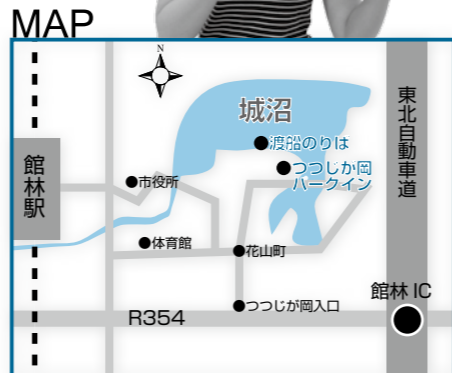 MAP
N
城沼
渡船のりば
つつじか岡
パークイン
東北自動車道
館林駅
市役所
体育館
花山町
館林 IC
つつじが岡入口
R354